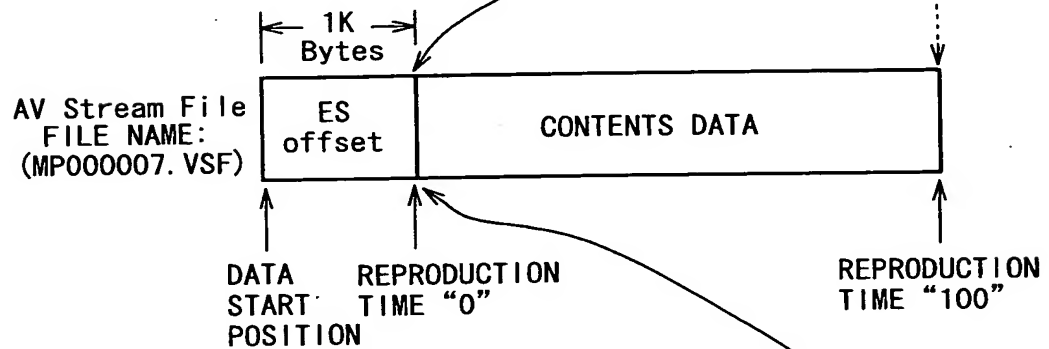 1K
Bytes
AV Stream File
FILE NAME:
(MP000007.VSF)
ES
offset
CONTENTS DATA
DATA
START
POSITION
REPRODUCTION
TIME “0”
REPRODUCTION
TIME “100”